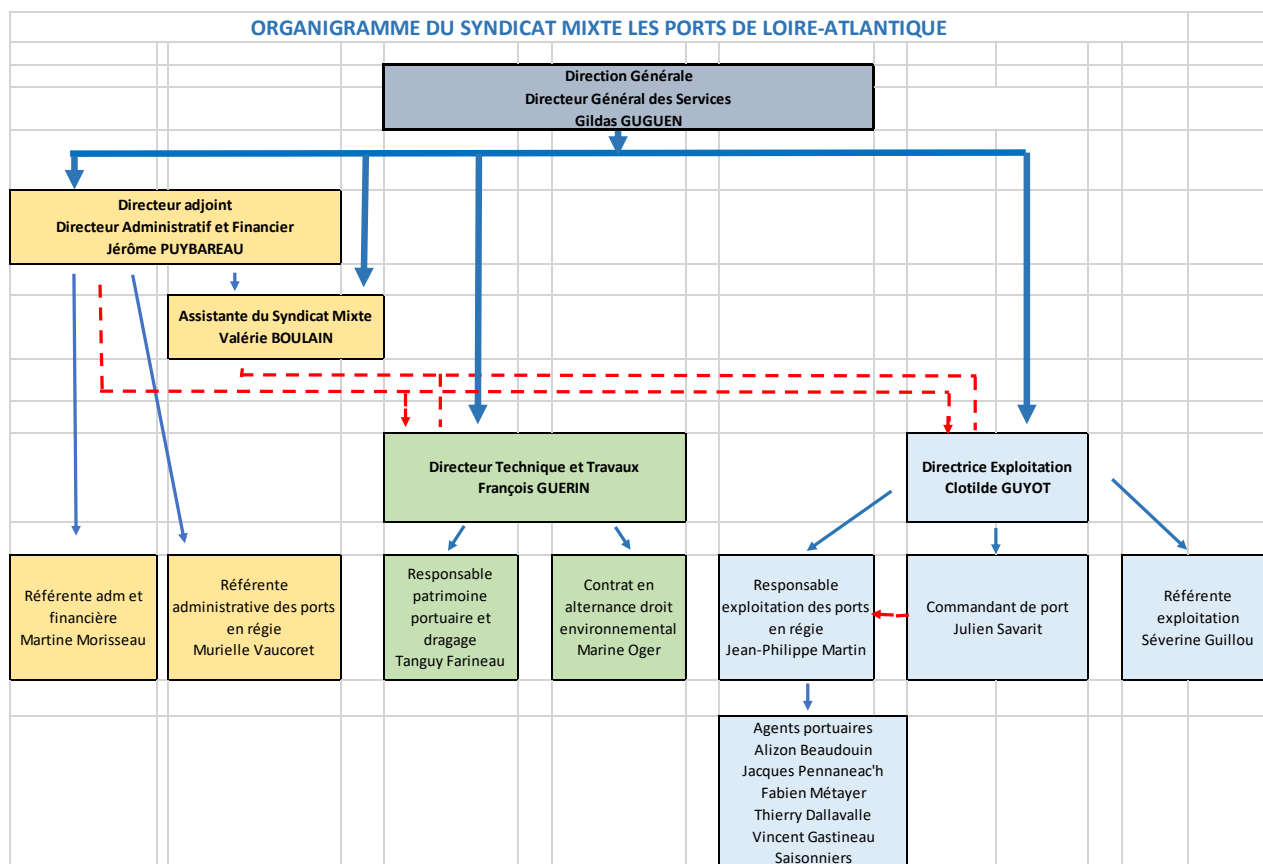 ORGANIGRAMME DU SYNDICAT MIXTE LES PORTS DE LOIRE-ATLANTIQUE
Direction Générale
Directeur Général des Services
Gildas GUGUEN
Directeur adjoint
Directeur Administratif et Financier
Jérôme PUYBAREAU
Assistante du Syndicat Mixte
Valérie BOULAIN
Directeur Technique et Travaux
François GUERIN
Directrice Exploitation
Clotilde GUYOT
Référente adm et
financière
Martine Morisseau
Référente
administrative des ports
en régie
Murielle Vaucoret
Responsable
patrimoine
portuaire et
dragage
Tanguy Farineau
Contrat en
alternance droit
environnemental
Marine Oger
Responsable
exploitation des ports
en régie
Jean-Philippe Martin
Commandant de port
Julien Savarit
Référente
exploitation
Séverine Guillou
Agents portuaires
Alizon Beaudouin
Jacques Pennaneac'h
Fabien Métayer
Thierry Dallavalle
Vincent Gastineau
Saisonniers